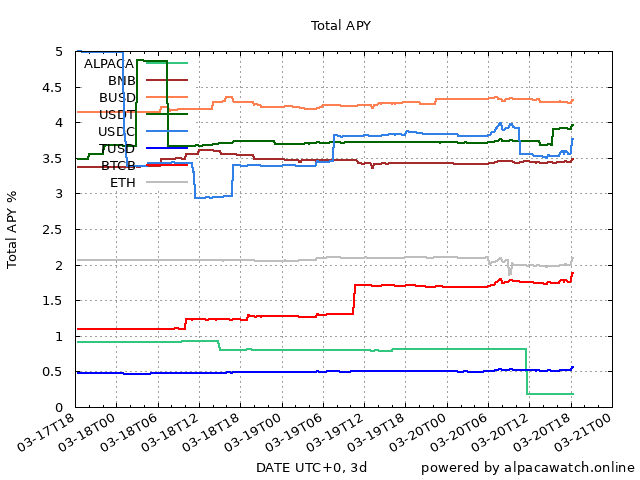 Total APY
Total APY %
5
4.5
4
3.5
3
2.5
2
1.5
1
0.5
0
ALPACA
BNB
BUSD
USDT
USDC
TUSD
BTCB
ETH
03-17T18
03-18T00
03-18T06
03-18T12
03-18T18
03-19T00
03-19T06
03-19T12
03-19T18
03-20T00
03-20T06
03-20T12
03-20T18
03-21T00
DATE UTC+0, 3d
powered by alpacawatch.online